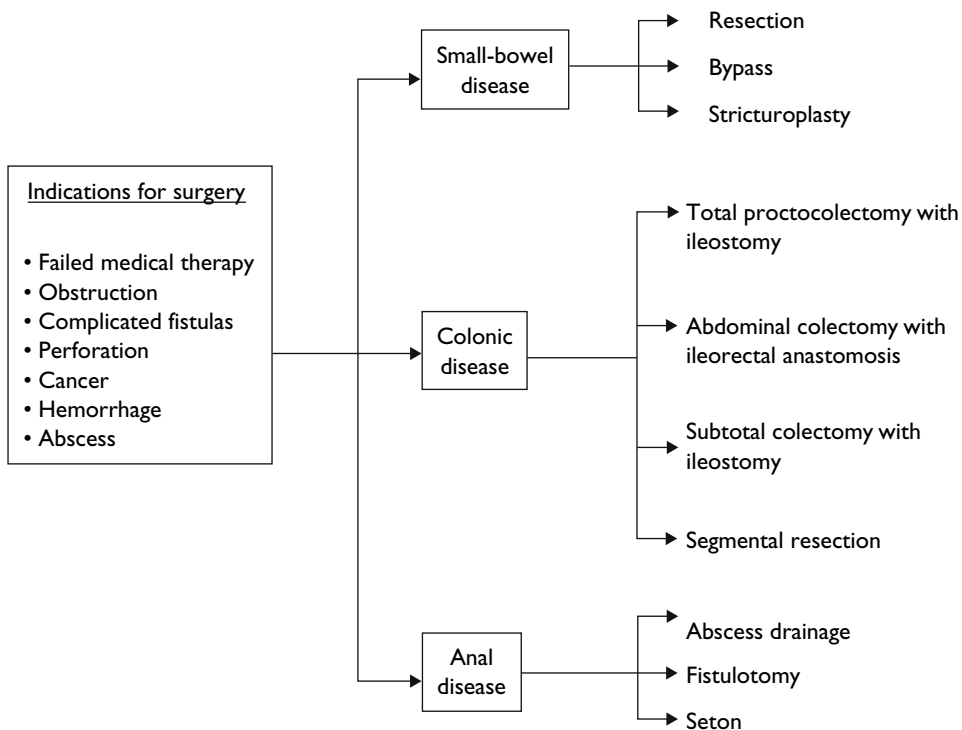 Indications for surgery
• Failed medical therapy
• Obstruction
• Complicated fistulas
• Perforation
• Cancer
• Hemorrhage
• Abscess
Small-bowel
disease
Resection
Bypass
Stricturoplasty
Colonic
disease
Total proctocolectomy with
ileostomy
Abdominal colectomy with
ileorectal anastomosis
Subtotal colectomy with
ileostomy
Segmental resection
Anal
disease
Abscess drainage
Fistulotomy
Seton